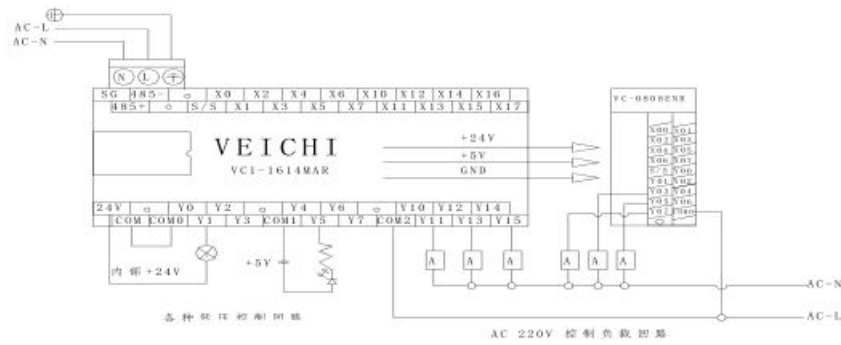 AC-L
AC-N
N L
SG 485- X0 X2 X4 X6 X10 X12 X14 X16
485+ S/S X1 X3 X5 X7 X11 X13 X15 X17
VEICHI
VC1-1614MAR
+24V
+5V
GND
X00 X01
X02 X03
X04 X05
X06 X07
S/S Y00
Y01 Y02
Y03 Y04
Y05 Y06
Y07
24V Y0 Y2 Y4 Y6 Y10 Y12 Y14
COM COM0 Y1 Y3 COM1 Y5 Y7 COM2 Y11 Y13 Y15
A A A A A A
内部+24V
+5V
AC-N
AC-L
各种低压控制回路
AC 220V 控制负载回路